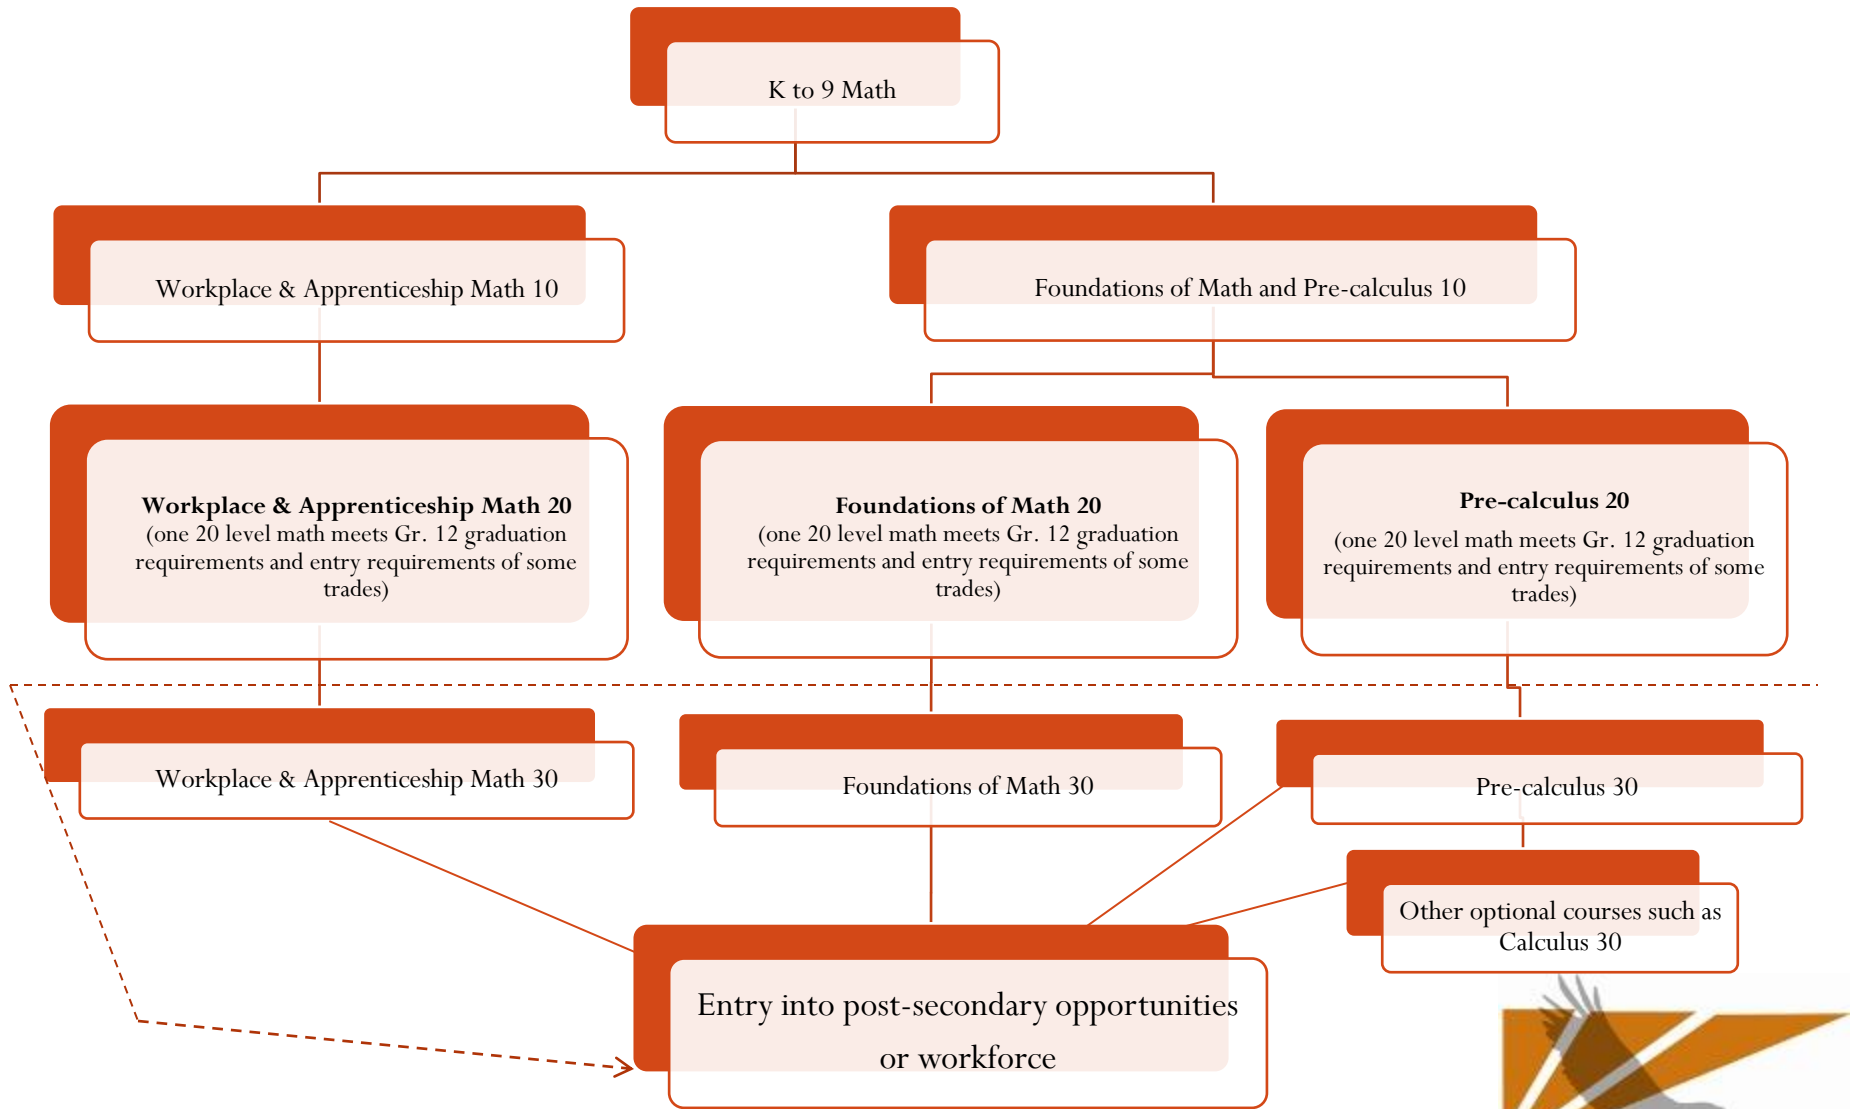 K to 9 Math
Workplace & Apprenticeship Math 10
Foundations of Math and Pre-calculus 10
Workplace & Apprenticeship Math 20
(one 20 level math meets Gr. 12 graduation
requirements and entry requirements of some
trades)
Foundations of Math 20
(one 20 level math meets Gr. 12 graduation
requirements and entry requirements of some
trades)
Pre-calculus 20
(one 20 level math meets Gr. 12 graduation
requirements and entry requirements of some
trades)
Workplace & Apprenticeship Math 30
Foundations of Math 30
Pre-calculus 30
Other optional courses such as
Calculus 30
Entry into post-secondary opportunities
or workforce